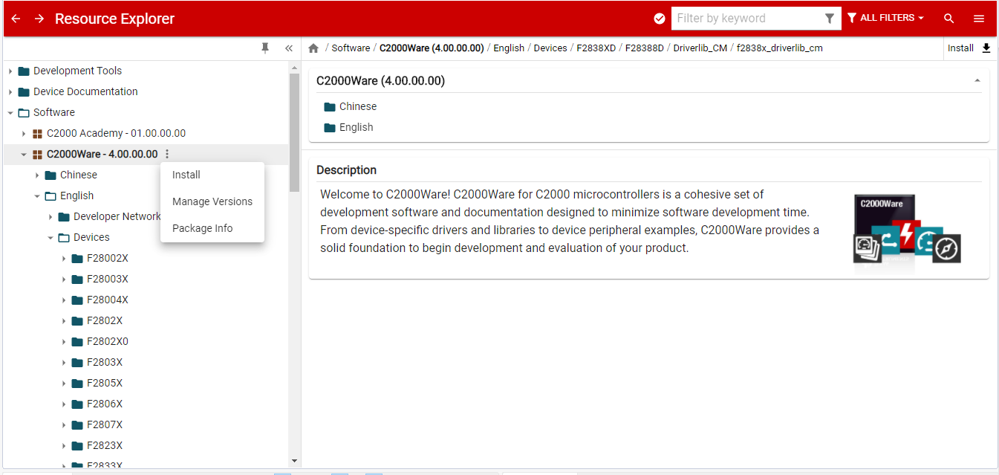 Resource Explorer
Filter by keyword
ALL FILTERS
/ Software / C2000Ware (4.00.00.00) / English / Devices / F2838XD / F28388D / Driverlib_CM / f2838x_driverlib_cm
Install
Development Tools
Device Documentation
Software
C2000 Academy - 01.00.00.00
C2000Ware - 4.00.00.00
Chinese
English
Developer Network
Devices
F28002X
F28003X
F28004X
F2802X
F2802X0
F2803X
F2805X
F2806X
F2807X
F2823X
F2833X
Install
Manage Versions
Package Info
C2000Ware (4.00.00.00)
Chinese
English
Description
Welcome to C2000Ware! C2000Ware for C2000 microcontrollers is a cohesive set of
development software and documentation designed to minimize software development time.
From device-specific drivers and libraries to device peripheral examples, C2000Ware provides a
solid foundation to begin development and evaluation of your product.
C2000Ware